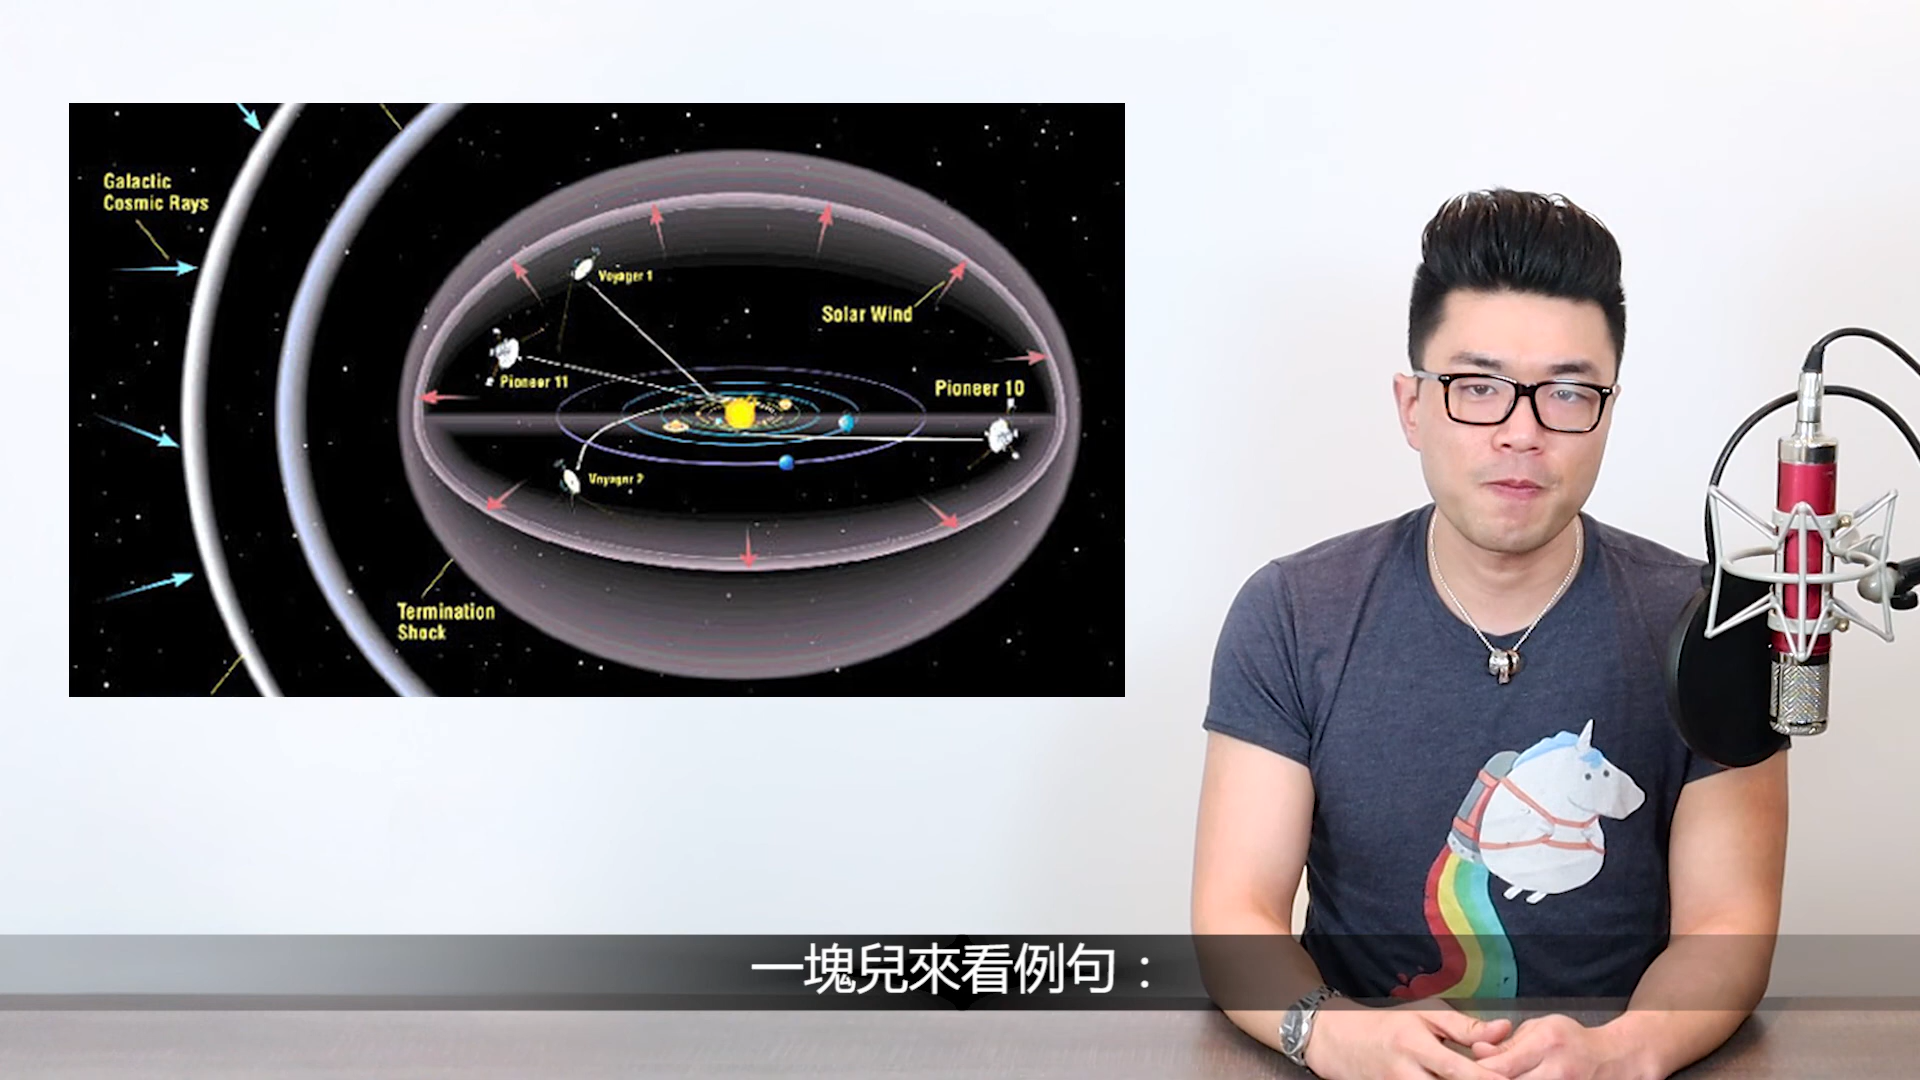 Galactic
Cosmic Rays
Voyager 1
Solar Wind
Pioneer 11
Pioneer 10
Voyager 2
Termination
Shock
一塊兒來看例句：